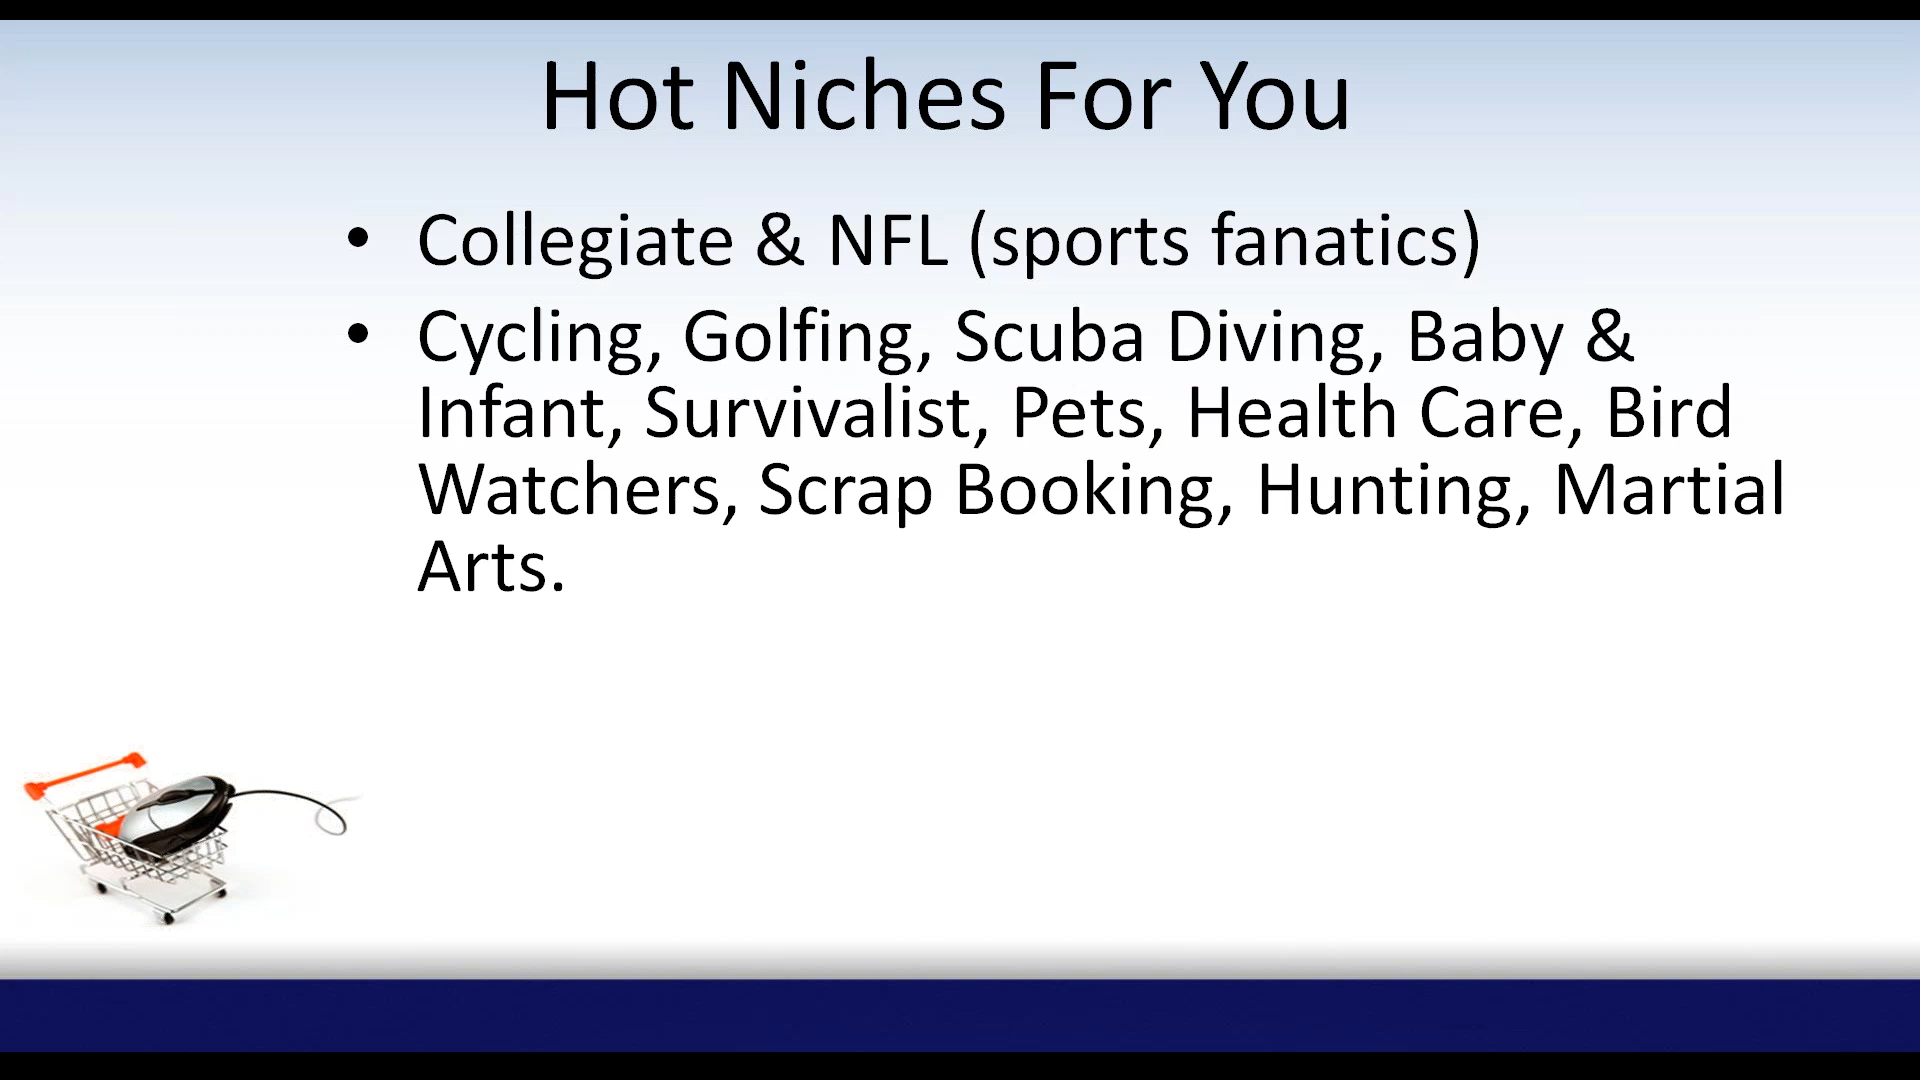 Hot Niches For You
• Collegiate & NFL (sports fanatics)
• Cycling, Golfing, Scuba Diving, Baby &
Infant, Survivalist, Pets, Health Care, Bird
Watchers, Scrap Booking, Hunting, Martial
Arts.